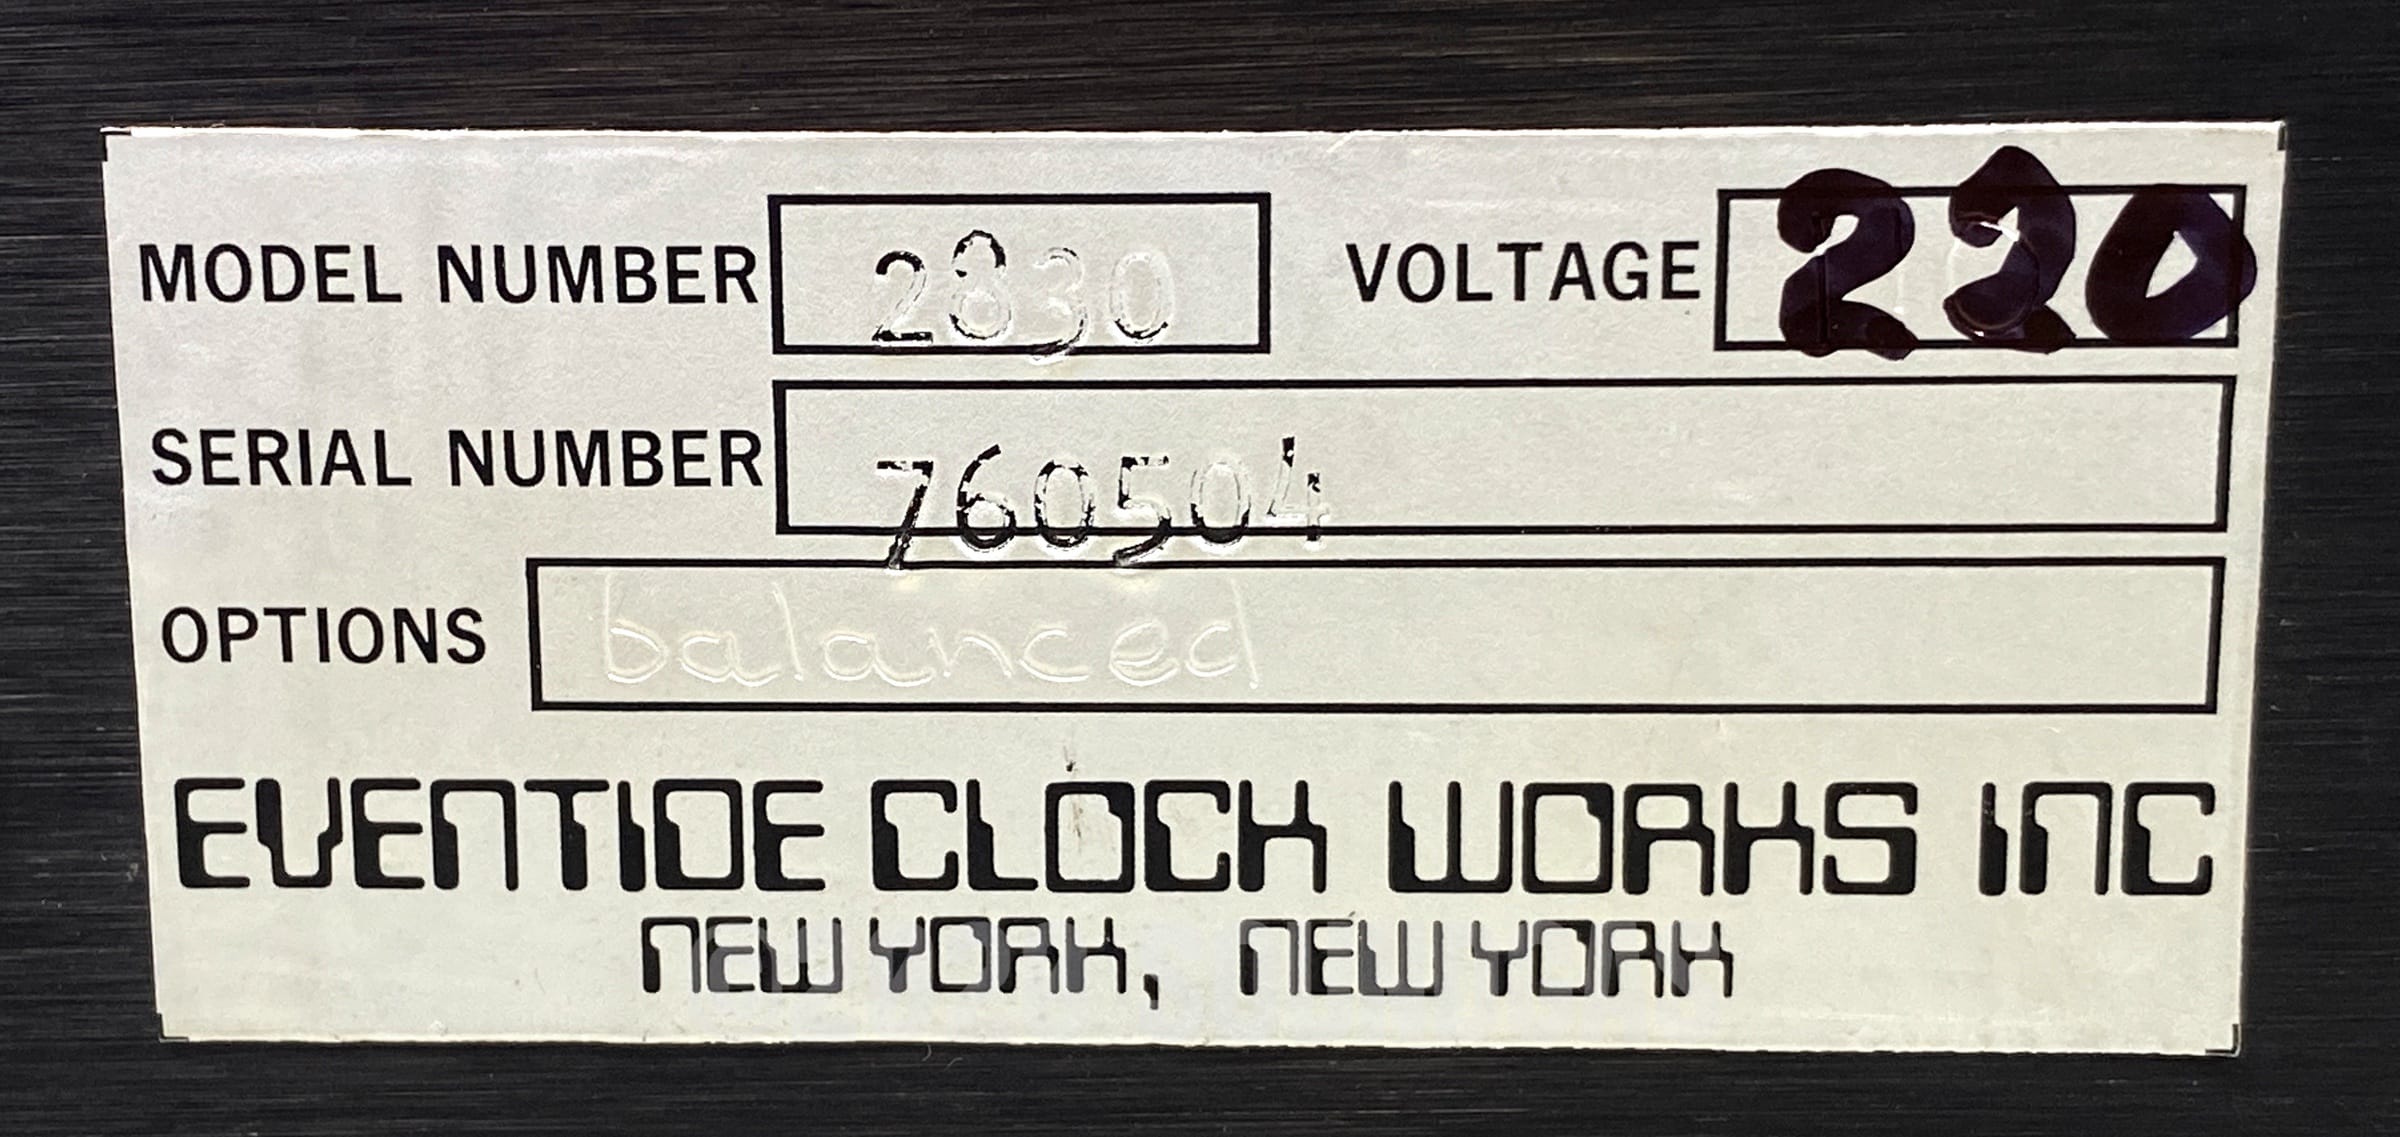 MODEL NUMBER 2830 VOLTAGE 220
SERIAL NUMBER 760504
OPTIONS balanced
EVENTIDE CLOCK WORKS INC
NEW YORK, NEW YORK